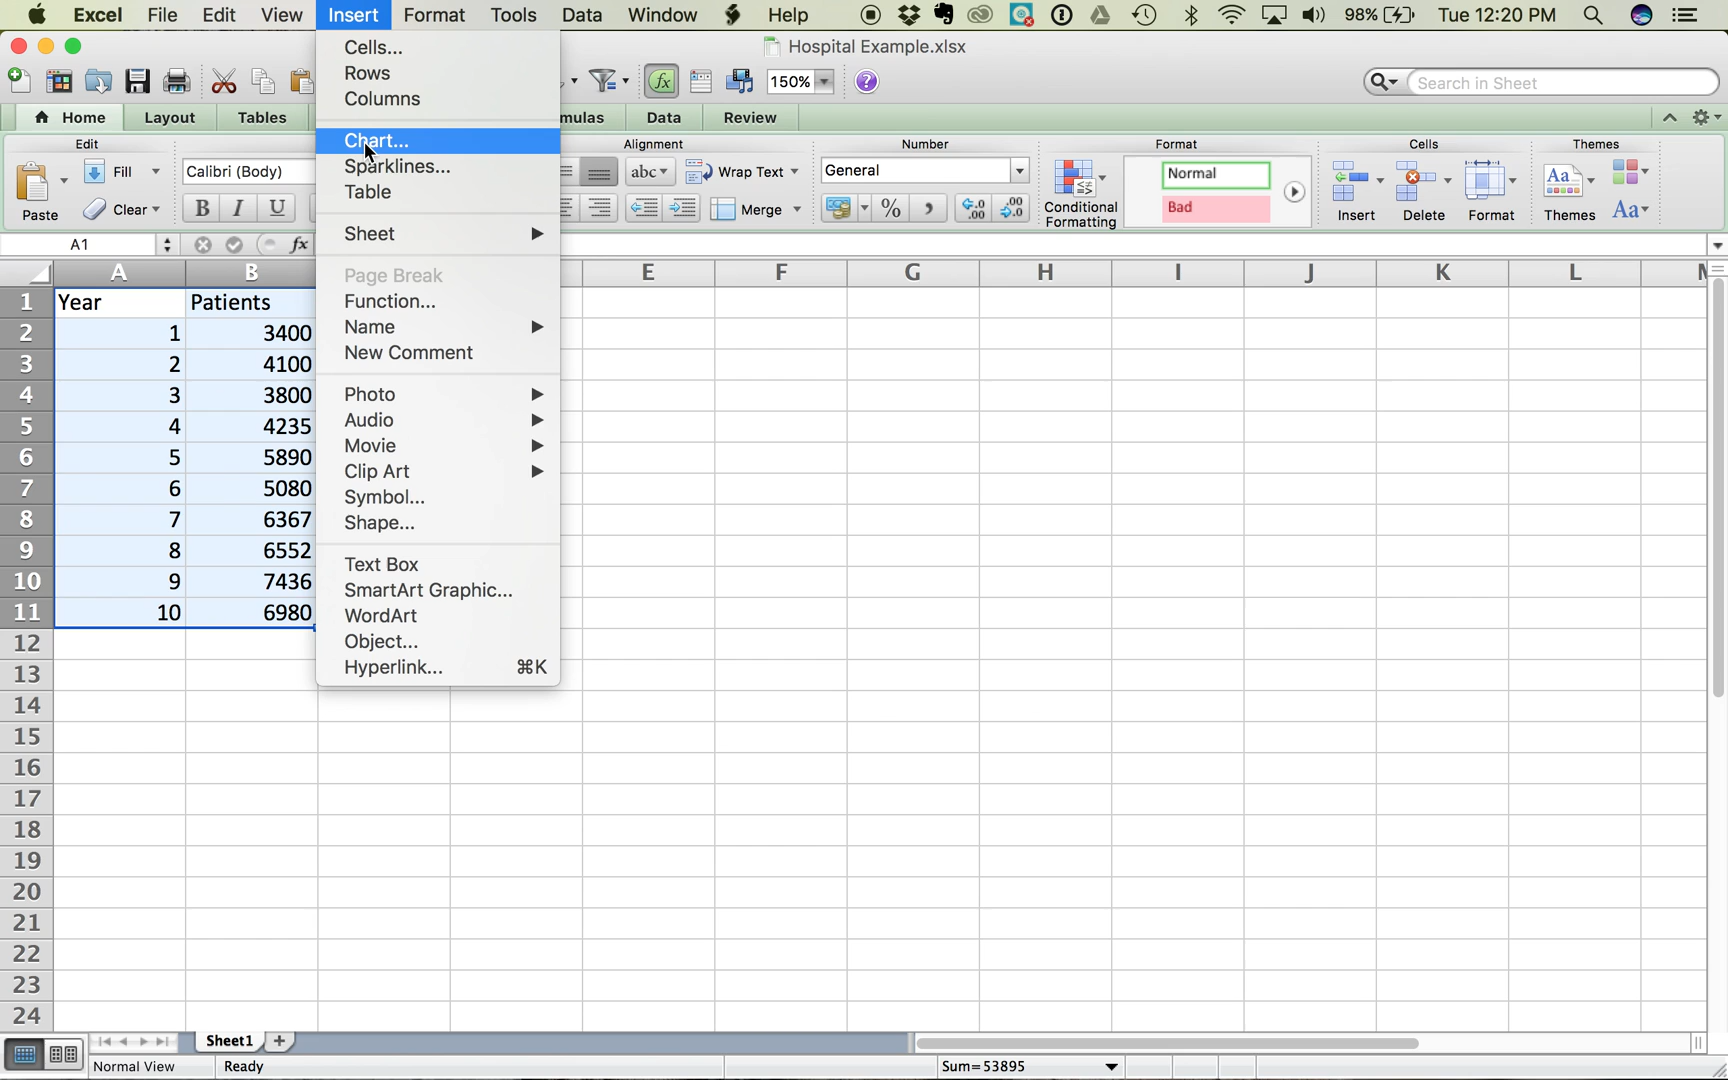 Excel File Edit View Insert Format Tools Data Window Help 98% Tue 12:20 PM
Hospital Example.xlsx
150% Search in Sheet
Home Layout Tables mulas Data Review
Edit Alignment Number Format Cells Themes
Paste Fill Clear Calibri (Body) B I U abc Wrap Text Merge General % Conditional Formatting Normal Bad Insert Delete Format Aa Themes Aa
A1 fx
Cells...
Rows
Columns
Chart...
Sparklines...
Table
Sheet
Page Break
Function...
Name
New Comment
Photo
Audio
Movie
Clip Art
Symbol...
Shape...
Text Box
SmartArt Graphic...
WordArt
Object...
Hyperlink... ⌘K
A B E F G H I J K L
1 Year Patients
2 1 3400
3 2 4100
4 3 3800
5 4 4235
6 5 5890
7 6 5080
8 7 6367
9 8 6552
10 9 7436
11 10 6980
12
13
14
15
16
17
18
19
20
21
22
23
24
Sheet1
Normal View Ready Sum=53895